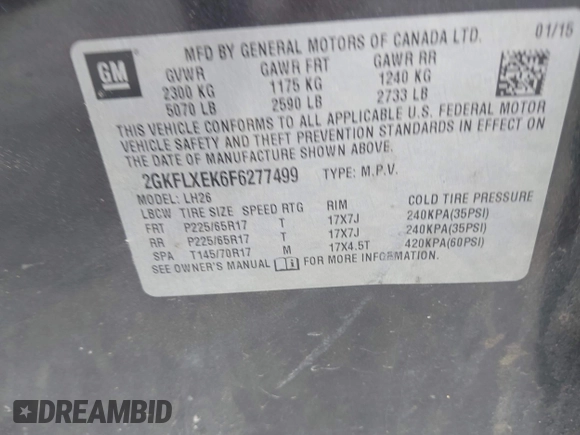 MFD BY GENERAL MOTORS OF CANADA LTD. 01/15
GM
GVWR GAWR FRT GAWR RR
2300 KG 1175 KG 1240 KG
5070 LB 2590 LB 2733 LB
THIS VEHICLE CONFORMS TO ALL APPLICABLE U.S. FEDERAL MOTOR
VEHICLE SAFETY AND THEFT PREVENTION STANDARDS IN EFFECT ON
THE DATE OF MANUFACTURE SHOWN ABOVE.
2GKFLXEK6F6277499 TYPE: M.P.V.
MODEL: LH26
LBCW TIRE SIZE SPEED RTG RIM COLD TIRE PRESSURE
FRT P225/65R17 T 17X7J 240KPA(35PSI)
RR P225/65R17 T 17X7J 240KPA(35PSI)
SPA T145/70R17 M 17X4.5T 420KPA(60PSI)
SEE OWNER'S MANUAL FOR MORE INFORMATION.
DREAMBID